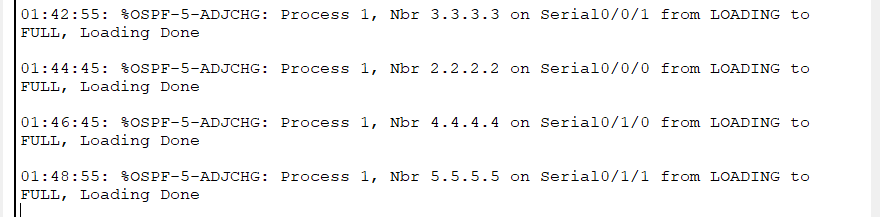 01:42:55: %OSPF-5-ADJCHG: Process 1, Nbr 3.3.3.3 on Serial0/0/1 from LOADING to
FULL, Loading Done
01:44:45: %OSPF-5-ADJCHG: Process 1, Nbr 2.2.2.2 on Serial0/0/0 from LOADING to
FULL, Loading Done
01:46:45: %OSPF-5-ADJCHG: Process 1, Nbr 4.4.4.4 on Serial0/1/0 from LOADING to
FULL, Loading Done
01:48:55: %OSPF-5-ADJCHG: Process 1, Nbr 5.5.5.5 on Serial0/1/1 from LOADING to
FULL, Loading Done